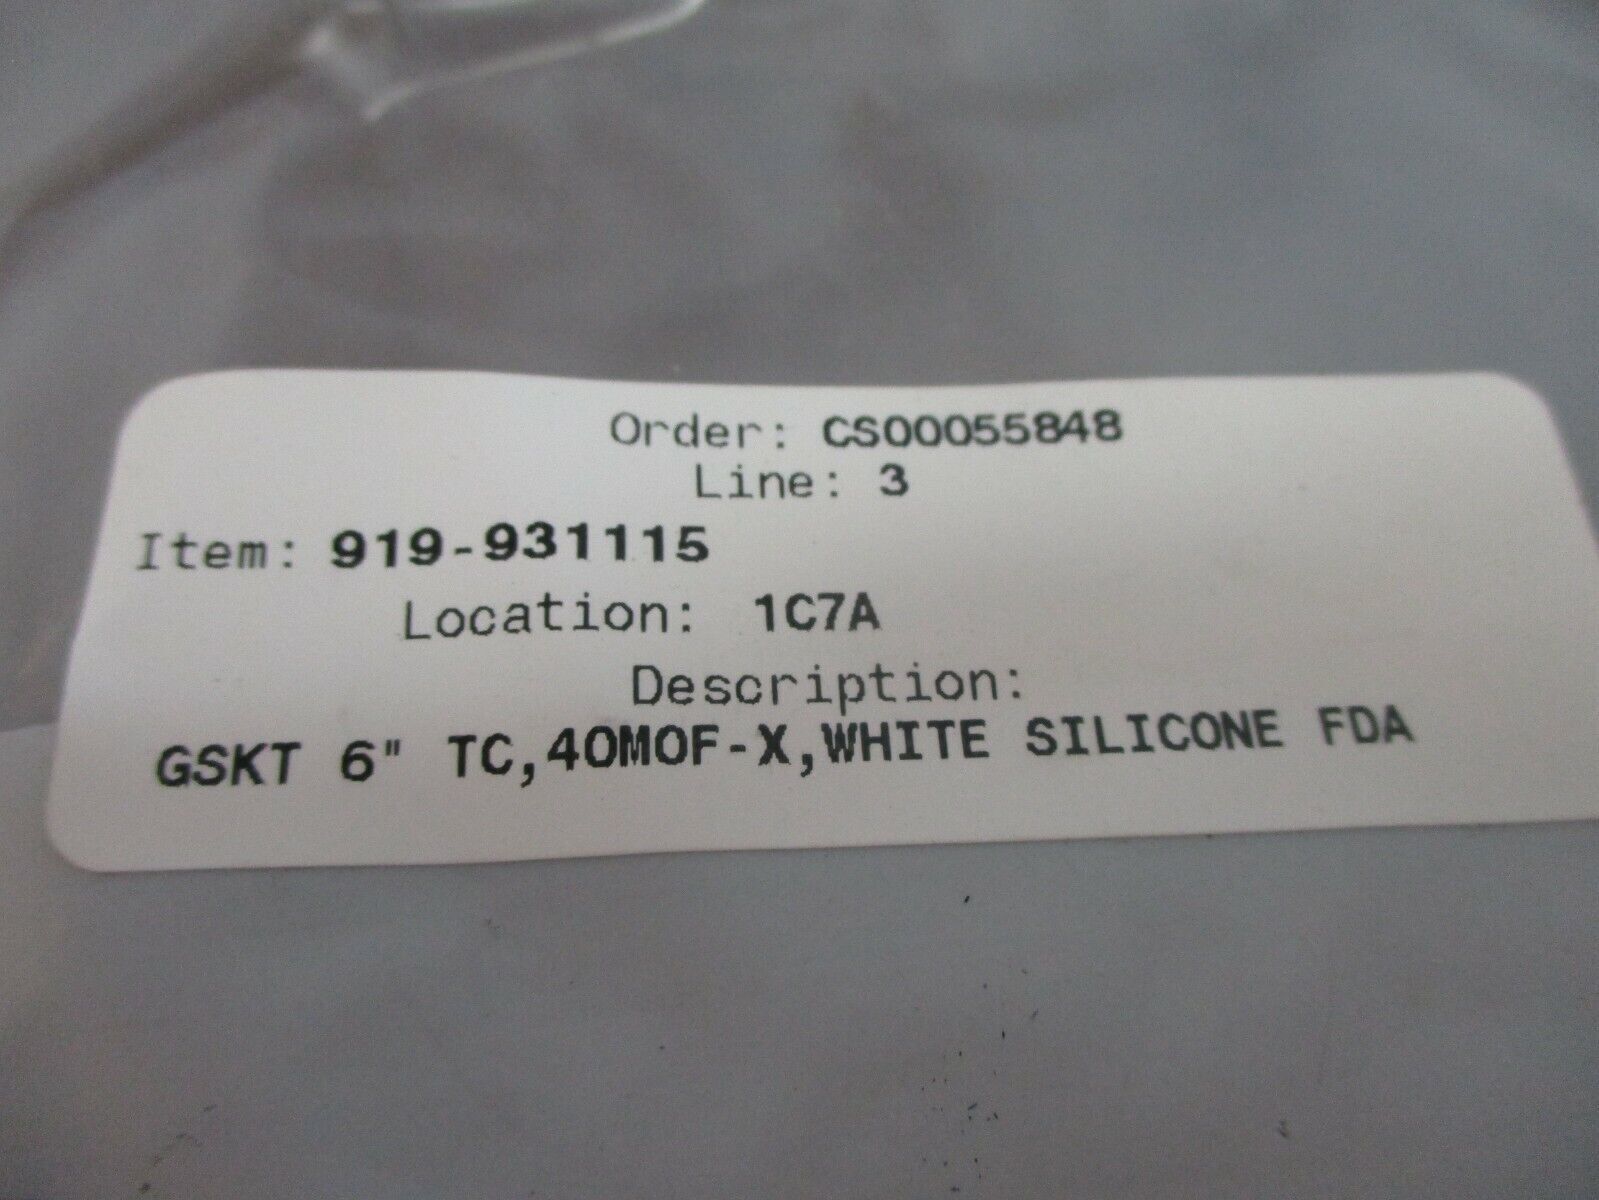 Order: CS00055848
Line: 3
Item: 919-931115
Location: 1C7A
Description:
GSKT 6" TC,40MOF-X,WHITE SILICONE FDA